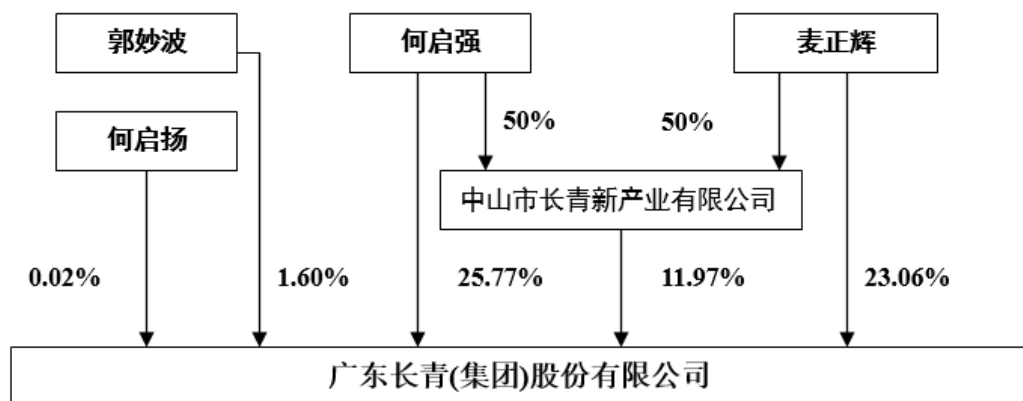 郭妙波
何启强
麦正辉
何启扬
50%
50%
中山市长青新产业有限公司
0.02%
1.60%
25.77%
11.97%
23.06%
广东长青(集团)股份有限公司